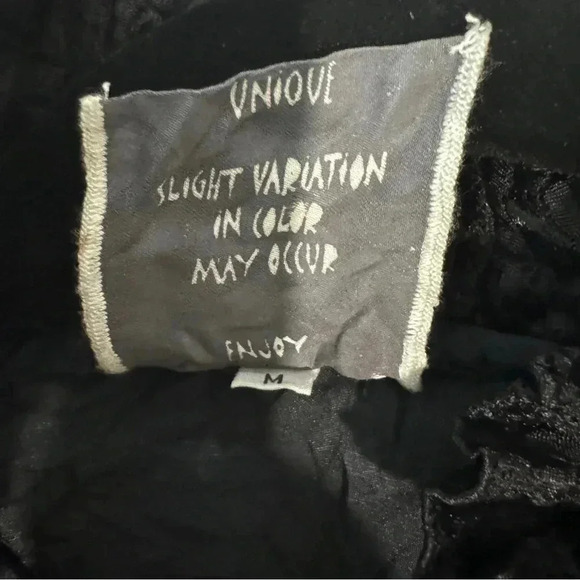 UNIQUE
SLIGHT VARIATION
IN COLOR
MAY OCCUR
ENJOY
M